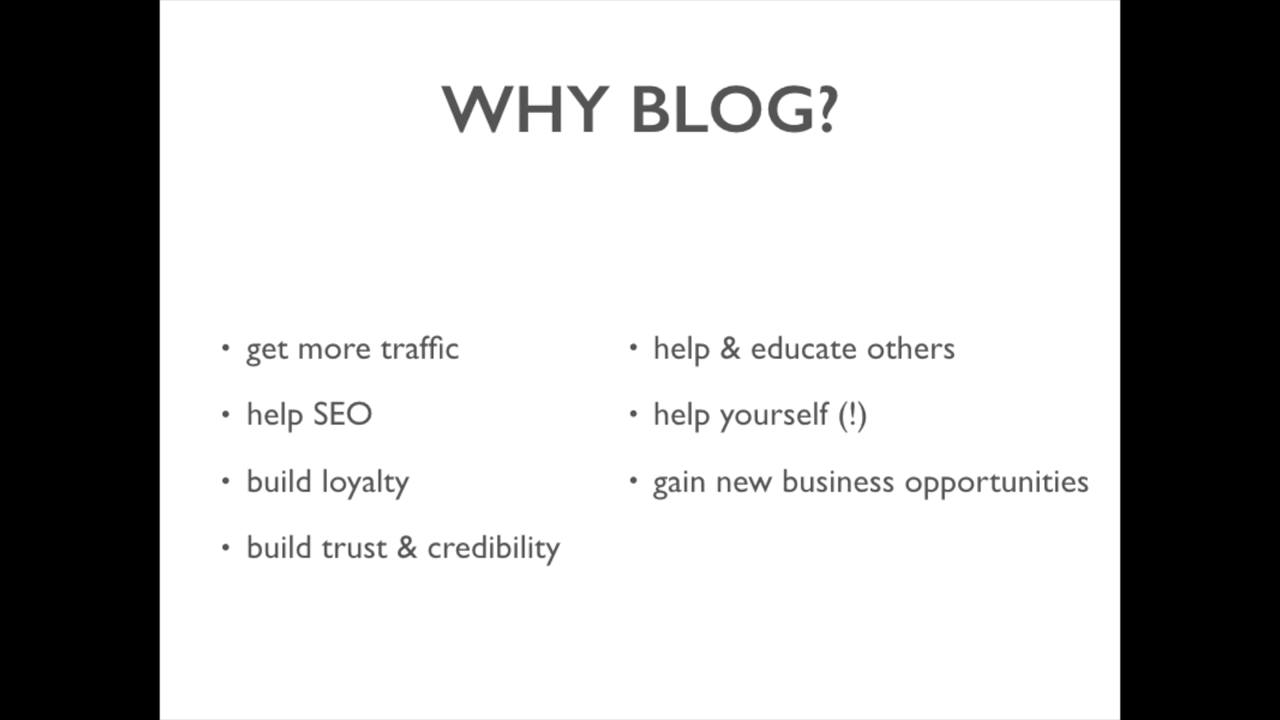 WHY BLOG?
• get more traffic
• help SEO
• build loyalty
• build trust & credibility
• help & educate others
• help yourself (!)
• gain new business opportunities